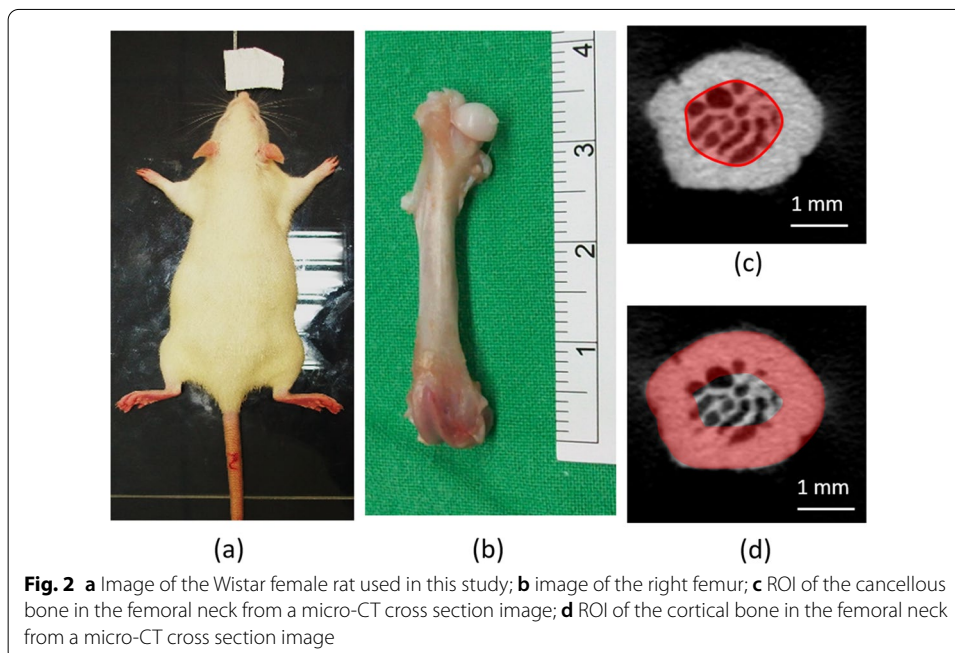 4
3
2
1
1 mm
(c)
1 mm
(a)
(b)
(d)
Fig. 2 a Image of the Wistar female rat used in this study; b image of the right femur; c ROI of the cancellous
bone in the femoral neck from a micro-CT cross section image; d ROI of the cortical bone in the femoral neck
from a micro-CT cross section image